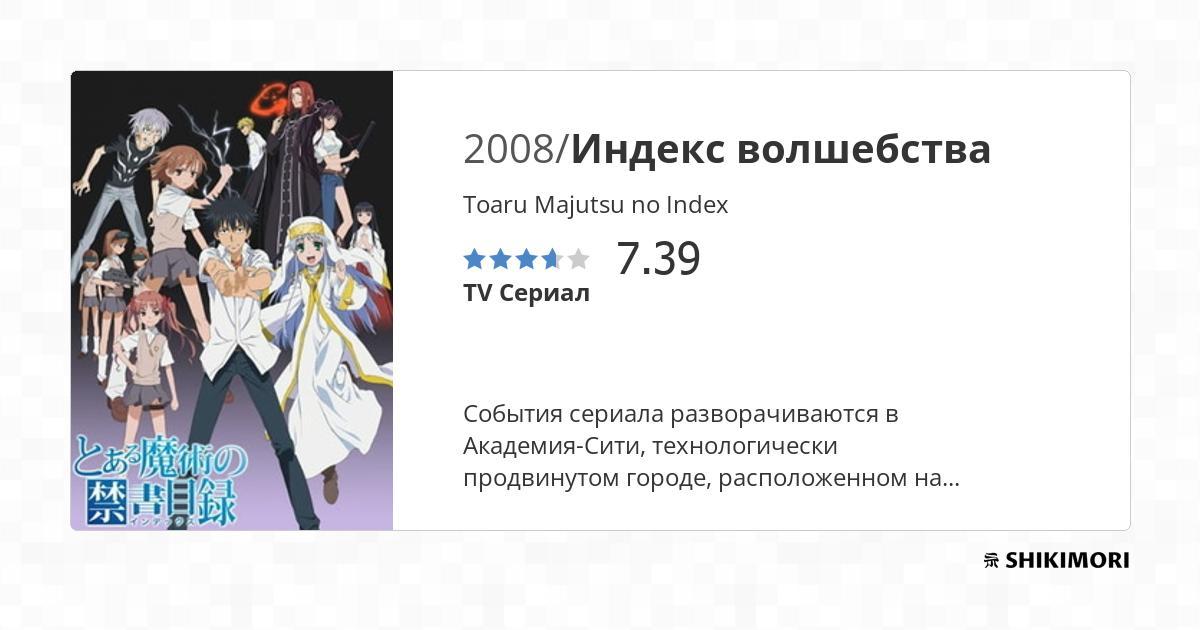 とある魔術の
禁書目録
インデックス
2008/Индекс волшебства
Toaru Majutsu no Index
7.39
TV Сериал
События сериала разворачиваются в
Академия-Сити, технологически
продвинутом городе, расположенном на...
SHIKIMORI